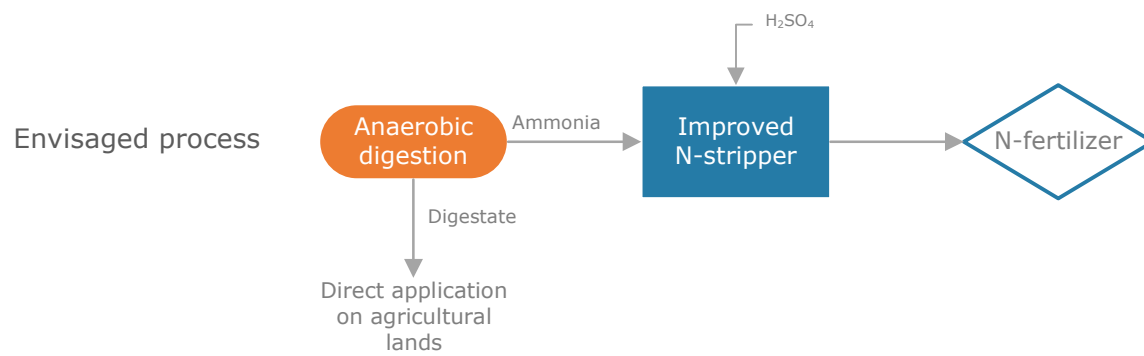 H₂SO₄
Envisaged process
Anaerobic
digestion
Ammonia
Improved
N-stripper
N-fertilizer
Digestate
Direct application
on agricultural
lands